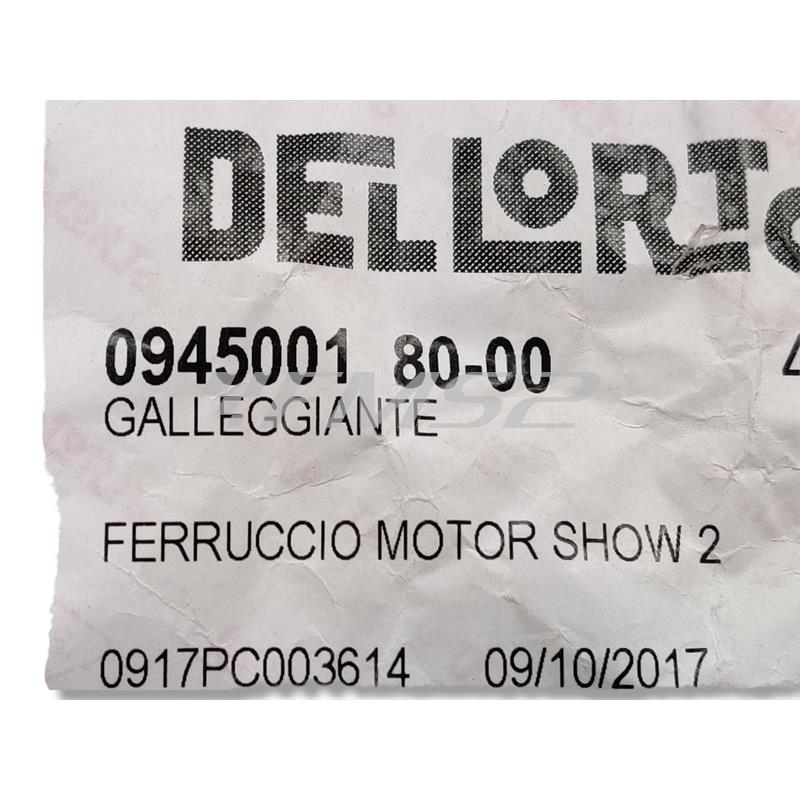 DELLORTO
0945001 80-00
GALLEGGIANTE
FERRUCCIO MOTOR SHOW 2
0917PC003614 09/10/2017